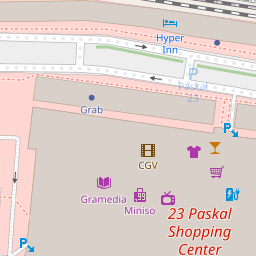 Hyper
Inn
P
Paskal
23
Grab
P
CGV
Gramedia
Miniso
23 Paskal
Shopping
Center
P